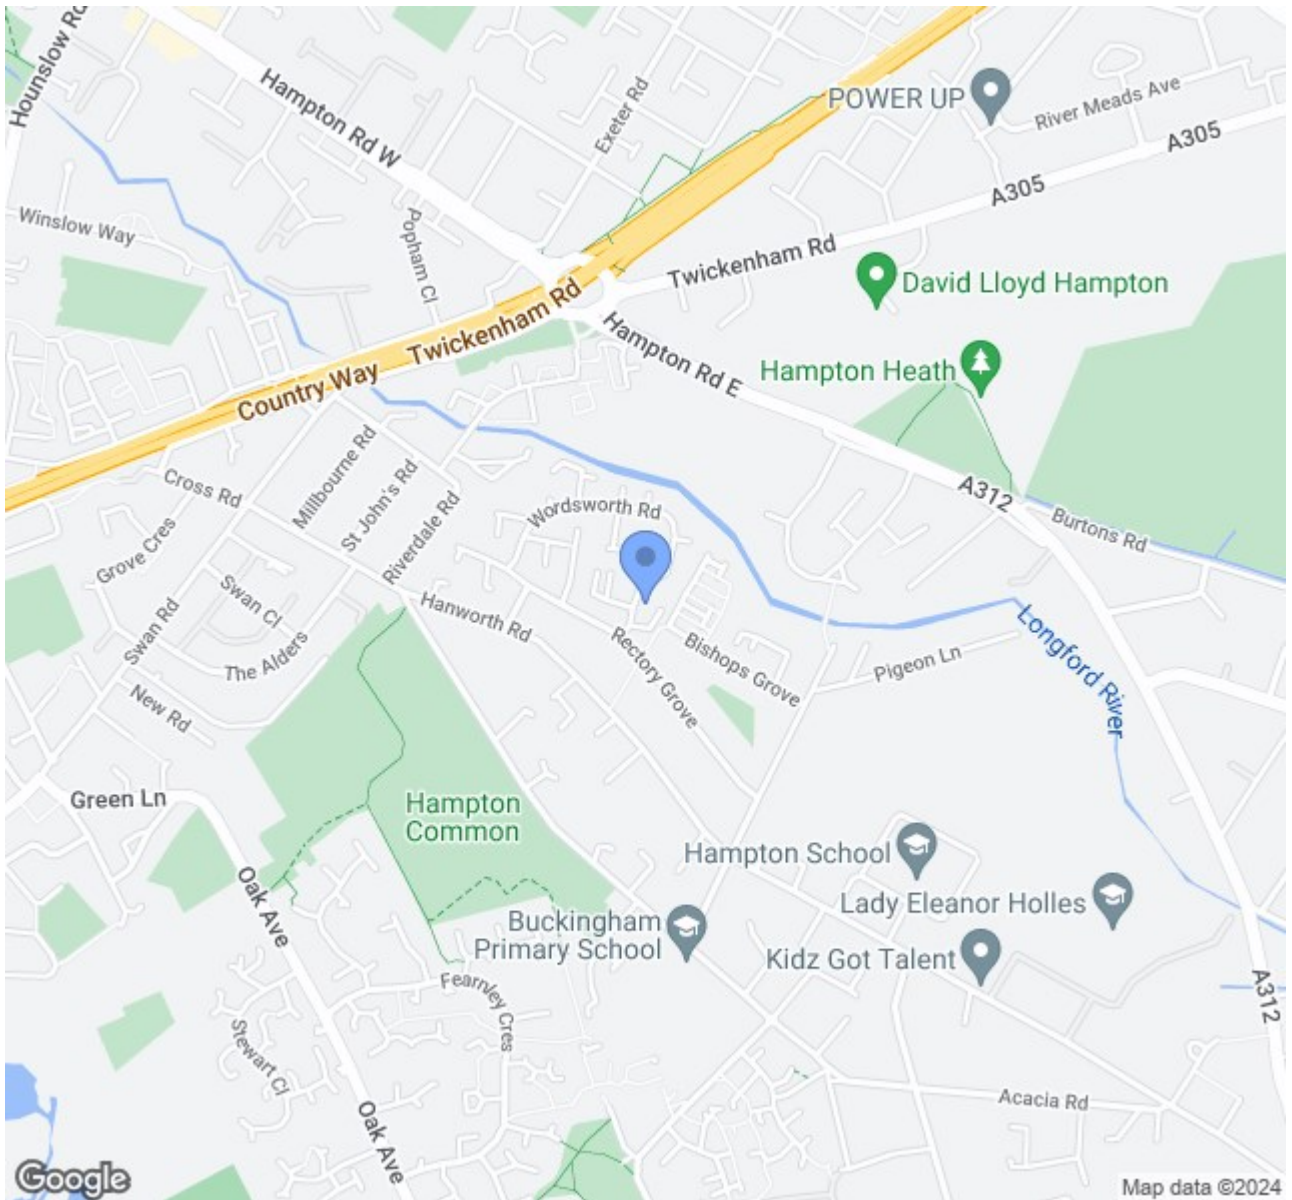 Hounslow Rd
Hampton Rd W
Exeter Rd
POWER UP
River Meads Ave
A305
A305
Winslow Way
Popham Cl
Twickenham Rd
David Lloyd Hampton
Twickenham Rd
Country Way
Hampton Rd E
Hampton Heath
A312
Burtons Rd
Cross Rd
Millbourne Rd
St John's Rd
Riverdale Rd
Wordsworth Rd
Grove Cres
Swan Cl
Swan Rd
The Alders
New Rd
Hanworth Rd
Rectory Grove
Bishops Grove
Pigeon Ln
Longford River
Green Ln
Hampton
Common
Hampton School
Lady Eleanor Holles
Oak Ave
Buckingham
Primary School
Kidz Got Talent
Fearnley Cres
A312
Stewart Cl
Oak Ave
Acacia Rd
Google
Map data ©2024